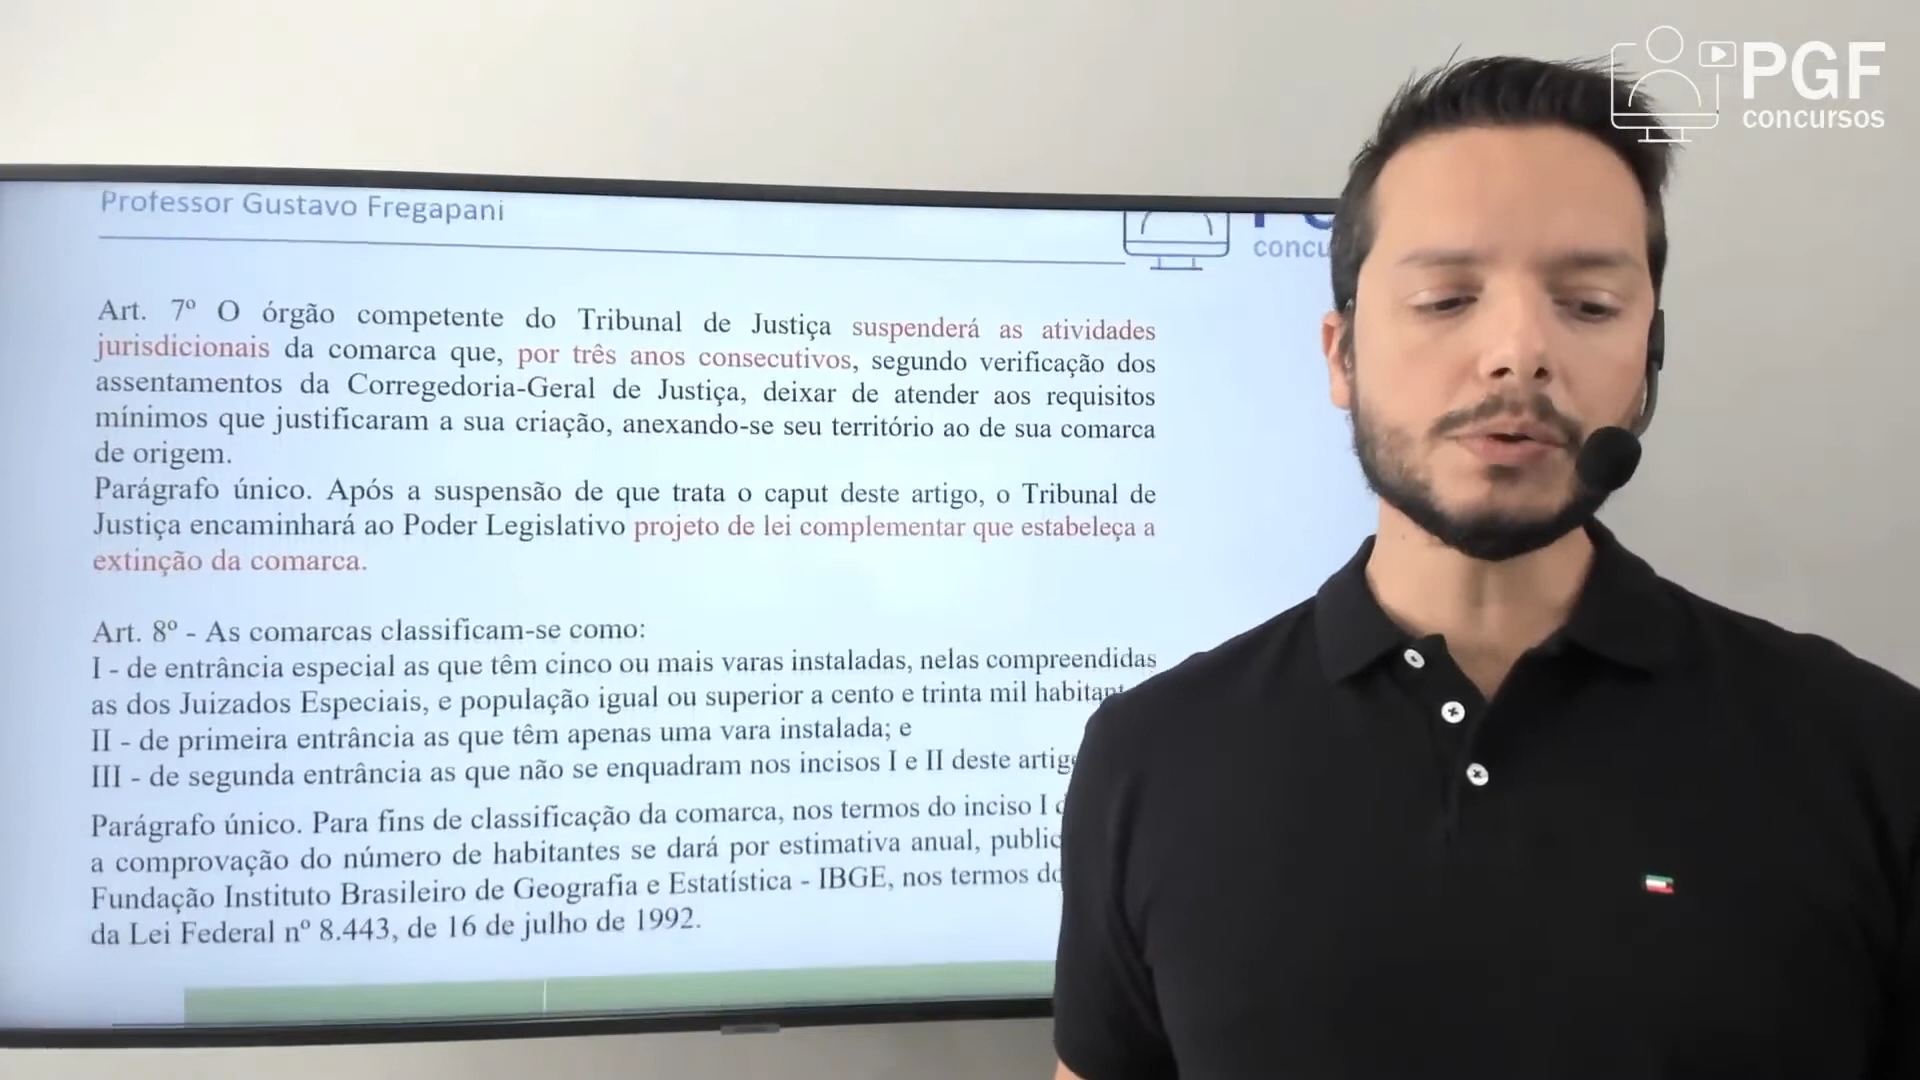 PGF
concursos
Professor Gustavo Fregapani
Art. 7º O órgão competente do Tribunal de Justiça suspenderá as atividades
jurisdicionais da comarca que, por três anos consecutivos, segundo verificação dos
assentamentos da Corregedoria-Geral de Justiça, deixar de atender aos requisitos
mínimos que justificaram a sua criação, anexando-se seu território ao de sua comarca
de origem.
Parágrafo único. Após a suspensão de que trata o caput deste artigo, o Tribunal de
Justiça encaminhará ao Poder Legislativo projeto de lei complementar que estabeleça a
extinção da comarca.
Art. 8º - As comarcas classificam-se como:
I - de entrância especial as que têm cinco ou mais varas instaladas, nelas compreendidas
as dos Juizados Especiais, e população igual ou superior a cento e trinta mil
II - de primeira entrância as que têm apenas uma vara instalada; e
III - de segunda entrância as que não se enquadram nos incisos I e II deste
Parágrafo único. Para fins de classificação da comarca, nos termos do inciso I
a comprovação do número de habitantes se dará por estimativa anual,
Fundação Instituto Brasileiro de Geografia e Estatística - IBGE, nos termos
da Lei Federal nº 8.443, de 16 de julho de 1992.